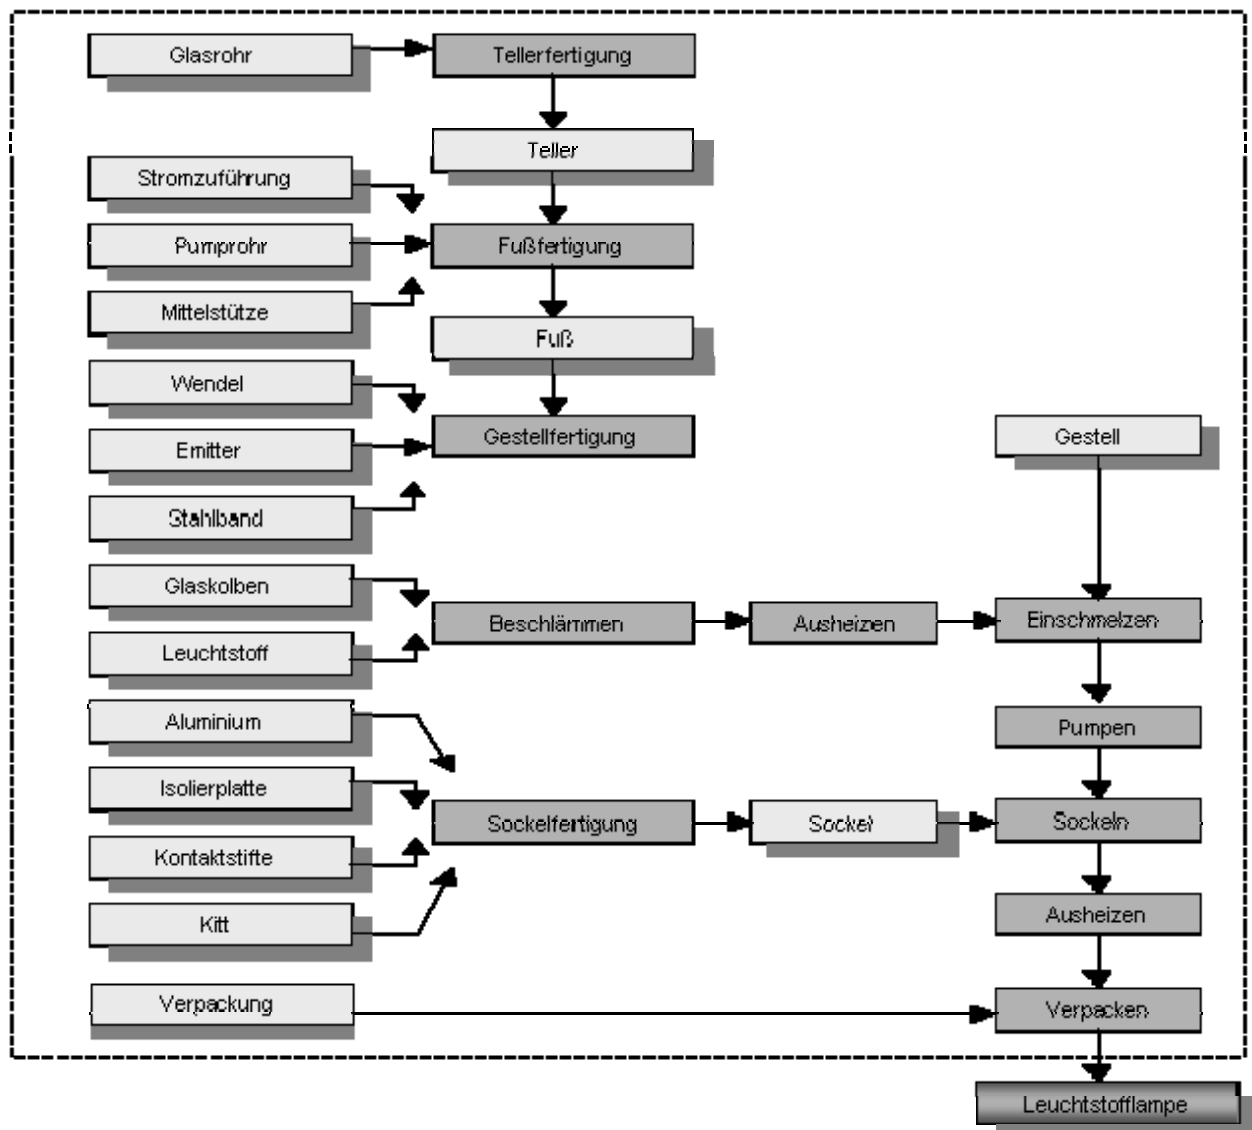 Glasrohr
Tellerfertigung
Teller
Stromzuführung
Pumprohr
Fußfertigung
Mittelstütze
Fuß
Wendel
Emitter
Gestellfertigung
Gestell
Stahlband
Glaskolben
Leuchtstoff
Beschlämmen
Ausheizen
Einschmelzen
Aluminium
Pumpen
Isolierplatte
Kontaktstifte
Sockelfertigung
Sockel
Sockeln
Kitt
Ausheizen
Verpackung
Verpacken
Leuchtstofflampe